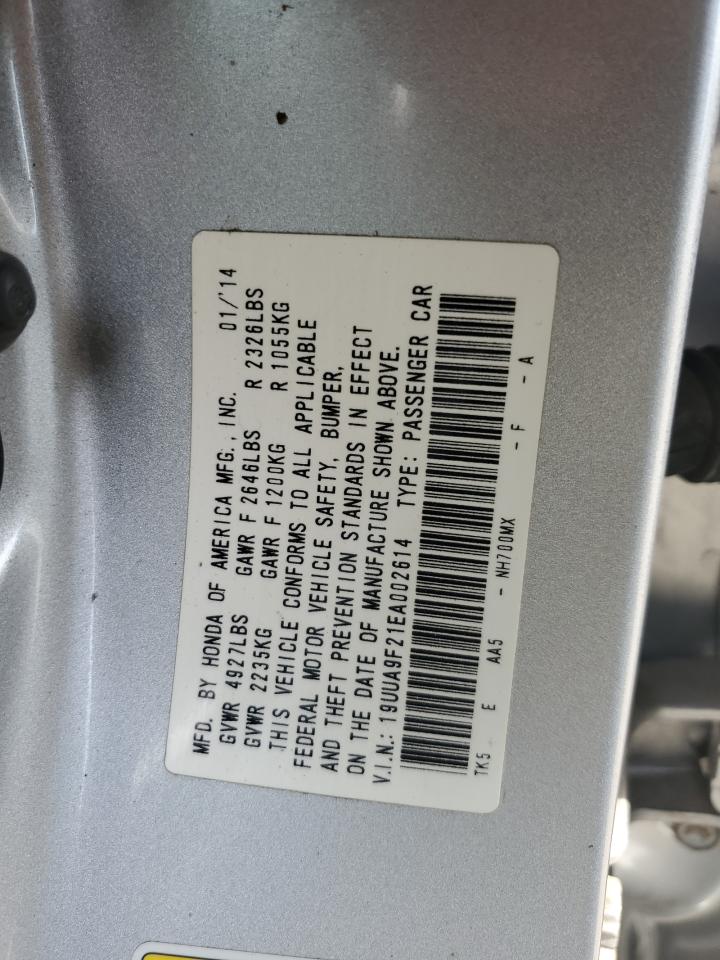 MFD. BY HONDA OF AMERICA MFG., INC. 01/'14
GVWR 4927LBS GAWR F 2646LBS R 2326LBS
GVWR 2235KG GAWR F 1200KG R 1055KG
THIS VEHICLE CONFORMS TO ALL APPLICABLE
FEDERAL MOTOR VEHICLE SAFETY, BUMPER,
AND THEFT PREVENTION STANDARDS IN EFFECT
ON THE DATE OF MANUFACTURE SHOWN ABOVE.
V.I.N.: 19UUA9F21EA002614 TYPE: PASSENGER CAR
TK5 E AA5 - NH700MX - F - A